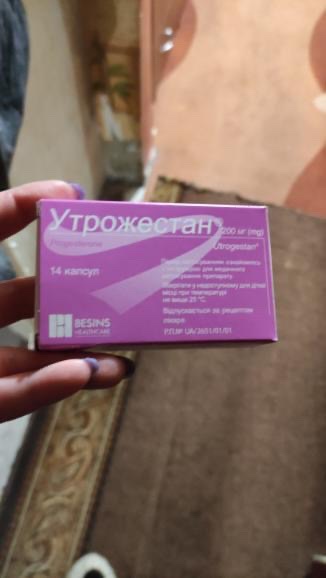 Утрожестан®
200 мг (mg)
Progesterone
Utrogestan®
14 капсул
Перед застосуванням ознайомтесь
з інструкцією для медичного
застосування препарату.
Зберігати у недоступному для дітей
місці при температурі
не вище 25 °C.
Відпускається за рецептом
лікаря
Р.П.№ UA/2651/01/01
BESINS
HEALTHCARE